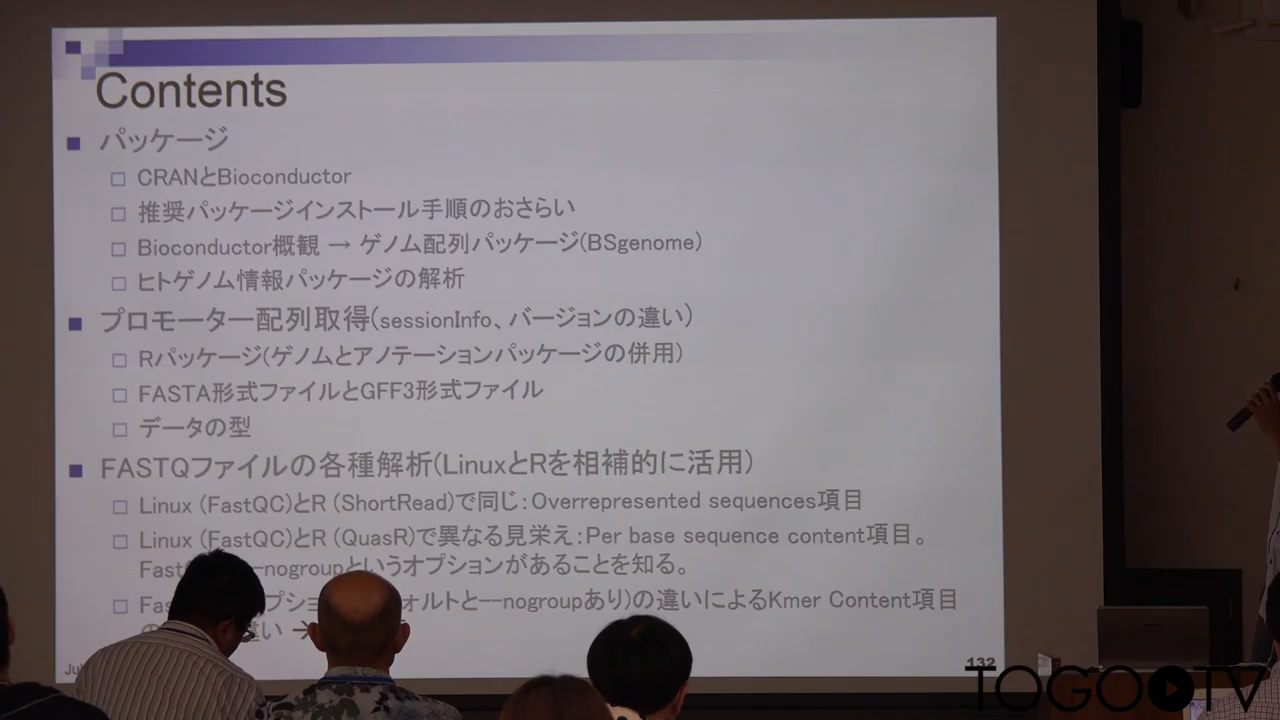 Contents
パッケージ
CRANとBioconductor
推奨パッケージインストール手順のおさらい
Bioconductor概観 → ゲノム配列パッケージ(BSgenome)
ヒトゲノム情報パッケージの解析
プロモーター配列取得(sessionInfo、バージョンの違い)
Rパッケージ(ゲノムとアノテーションパッケージの併用)
FASTA形式ファイルとGFF3形式ファイル
データの型
FASTQファイルの各種解析(LinuxとRを相補的に活用)
Linux (FastQC)とR (ShortRead)で同じ：Overrepresented sequences項目
Linux (FastQC)とR (QuasR)で異なる見栄え：Per base sequence content項目。
--nogroupというオプションがあることを知る。
ォルトと--nogroupあり)の違いによるKmer Content項目
違い →
132
TOGO TV